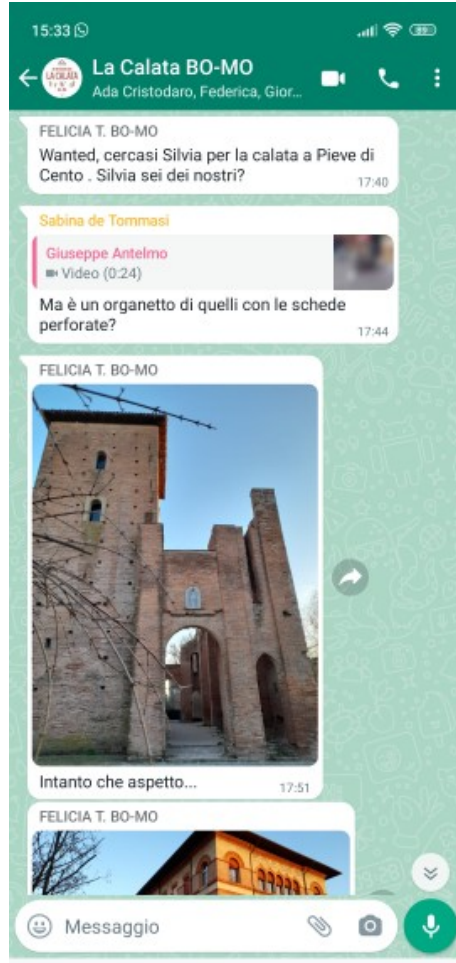 15:33
La Calata BO-MO
Ada Cristodaro, Federica, Gior...
FELICIA T. BO-MO
Wanted, cercasi Silvia per la calata a Pieve di
Cento . Silvia sei dei nostri?
17:40
Sabina de Tommasi
Giuseppe Antelmo
Video (0:24)
Ma è un organetto di quelli con le schede
perforate?
17:44
FELICIA T. BO-MO
Intanto che aspetto...
17:51
FELICIA T. BO-MO
Messaggio